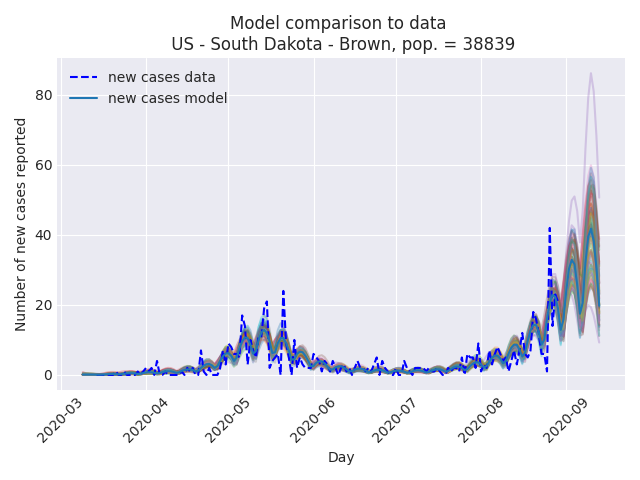 Model comparison to data
US - South Dakota - Brown, pop. = 38839
new cases data
new cases model
Number of new cases reported
80
60
40
20
0
2020-03
2020-04
2020-05
2020-06
2020-07
2020-08
2020-09
Day